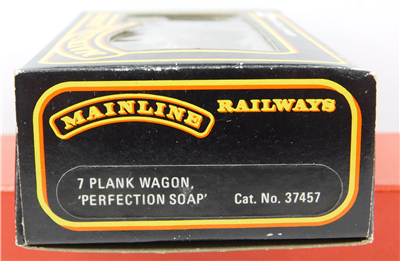 MAINLINE RAILWAYS
7 PLANK WAGON,
'PERFECTION SOAP' Cat. No. 37457